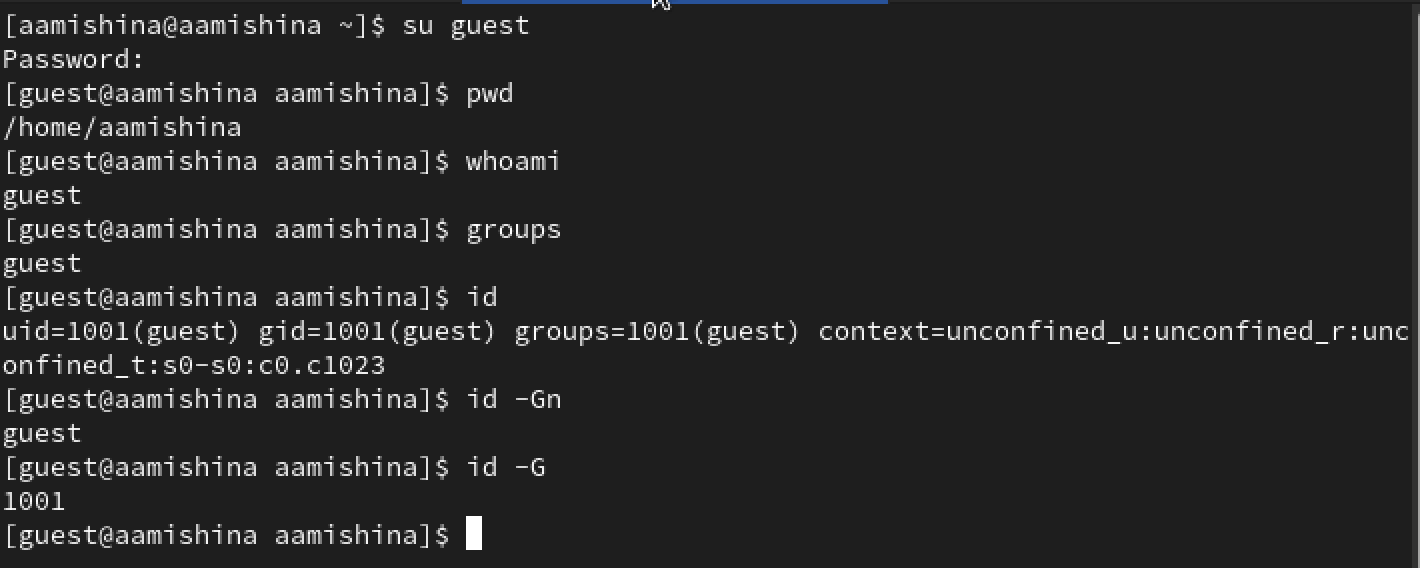 [aamishina@aamishina ~]$ su guest
Password:
[guest@aamishina aamishina]$ pwd
/home/aamishina
[guest@aamishina aamishina]$ whoami
guest
[guest@aamishina aamishina]$ groups
guest
[guest@aamishina aamishina]$ id
uid=1001(guest) gid=1001(guest) groups=1001(guest) context=unconfined_u:unconfined_r:unc
onfined_t:s0-s0:c0.c1023
[guest@aamishina aamishina]$ id -Gn
guest
[guest@aamishina aamishina]$ id -G
1001
[guest@aamishina aamishina]$